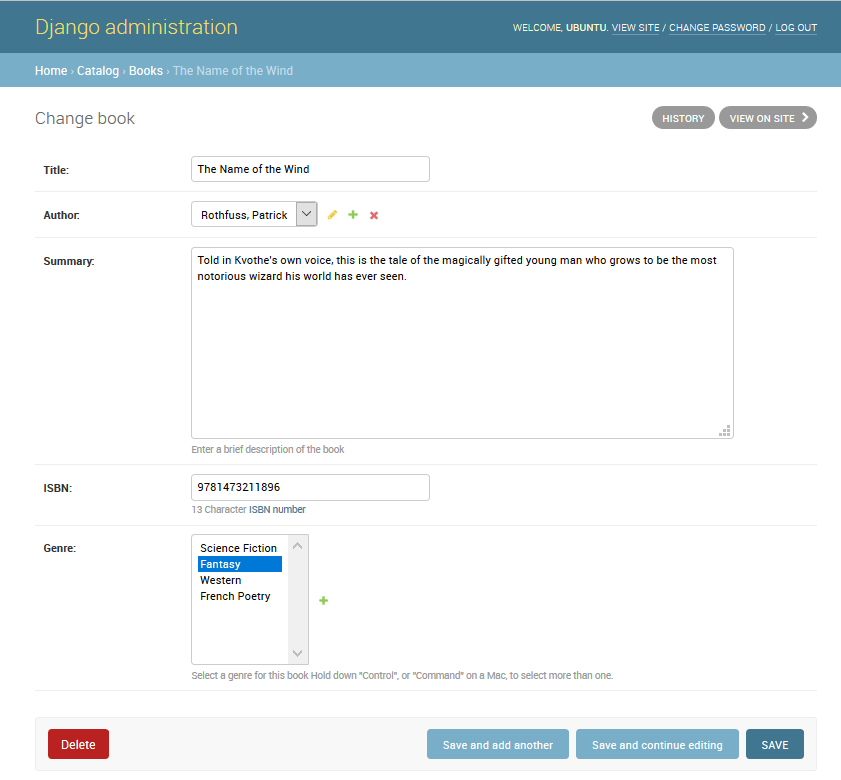 Django administration
WELCOME, UBUNTU. VIEW SITE / CHANGE PASSWORD / LOG OUT
Home › Catalog › Books › The Name of the Wind
Change book
HISTORY
VIEW ON SITE
Title:
The Name of the Wind
Author:
Rothfuss, Patrick
Summary:
Told in Kvothe's own voice, this is the tale of the magically gifted young man who grows to be the most
notorious wizard his world has ever seen.
Enter a brief description of the book
ISBN:
9781473211896
13 Character ISBN number
Genre:
Science Fiction
Fantasy
Western
French Poetry
Select a genre for this book Hold down "Control", or "Command" on a Mac, to select more than one.
Delete
Save and add another
Save and continue editing
SAVE